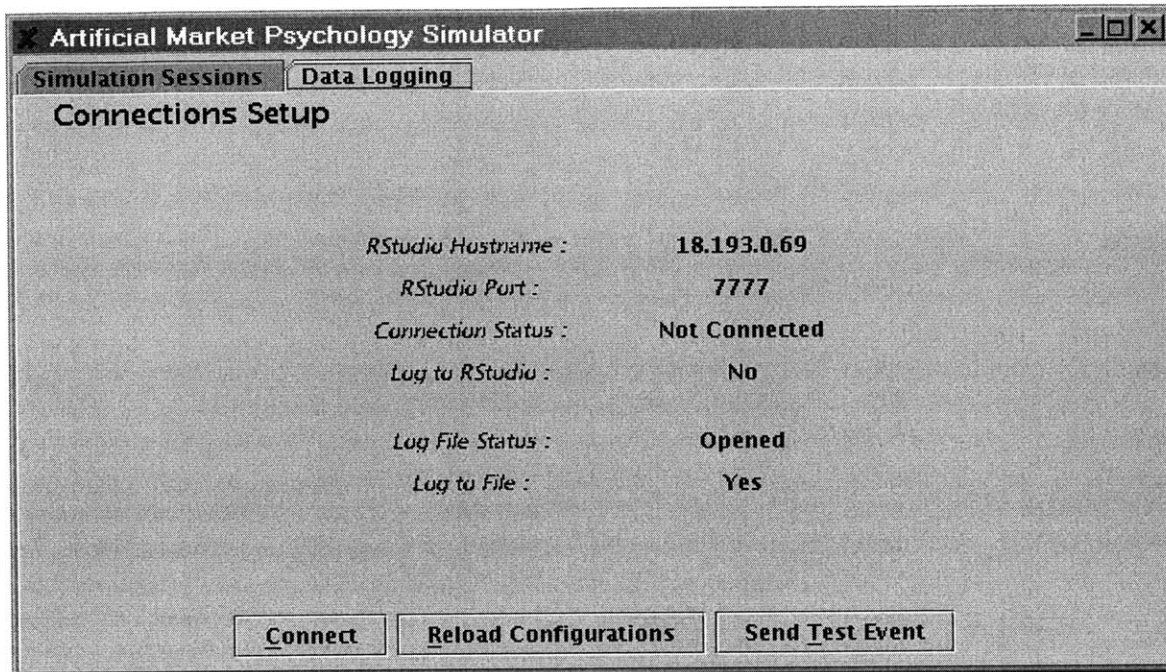 Artificial Market Psychology Simulator
Simulation Sessions Data Logging
Connections Setup
RStudio Hostname : 18.193.0.69
RStudio Port : 7777
Connection Status : Not Connected
Log to RStudio : No
Log File Status : Opened
Log to File : Yes
Connect Reload Configurations Send Test Event